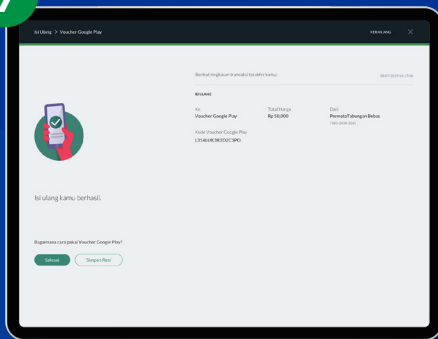 Isi Ulang > Voucher Google Play
KERANJANG
Berikut ringkasan transaksi terakhir kamu.
Ke
Total Harga
Dari
Voucher Google Play
Rp 50,000
PermataTabungan Bebas
Kode Voucher Google Play
Isi ulang kamu berhasil.
Bagaimana cara pakai Voucher Google Play?
Selesai
Simpan Resi